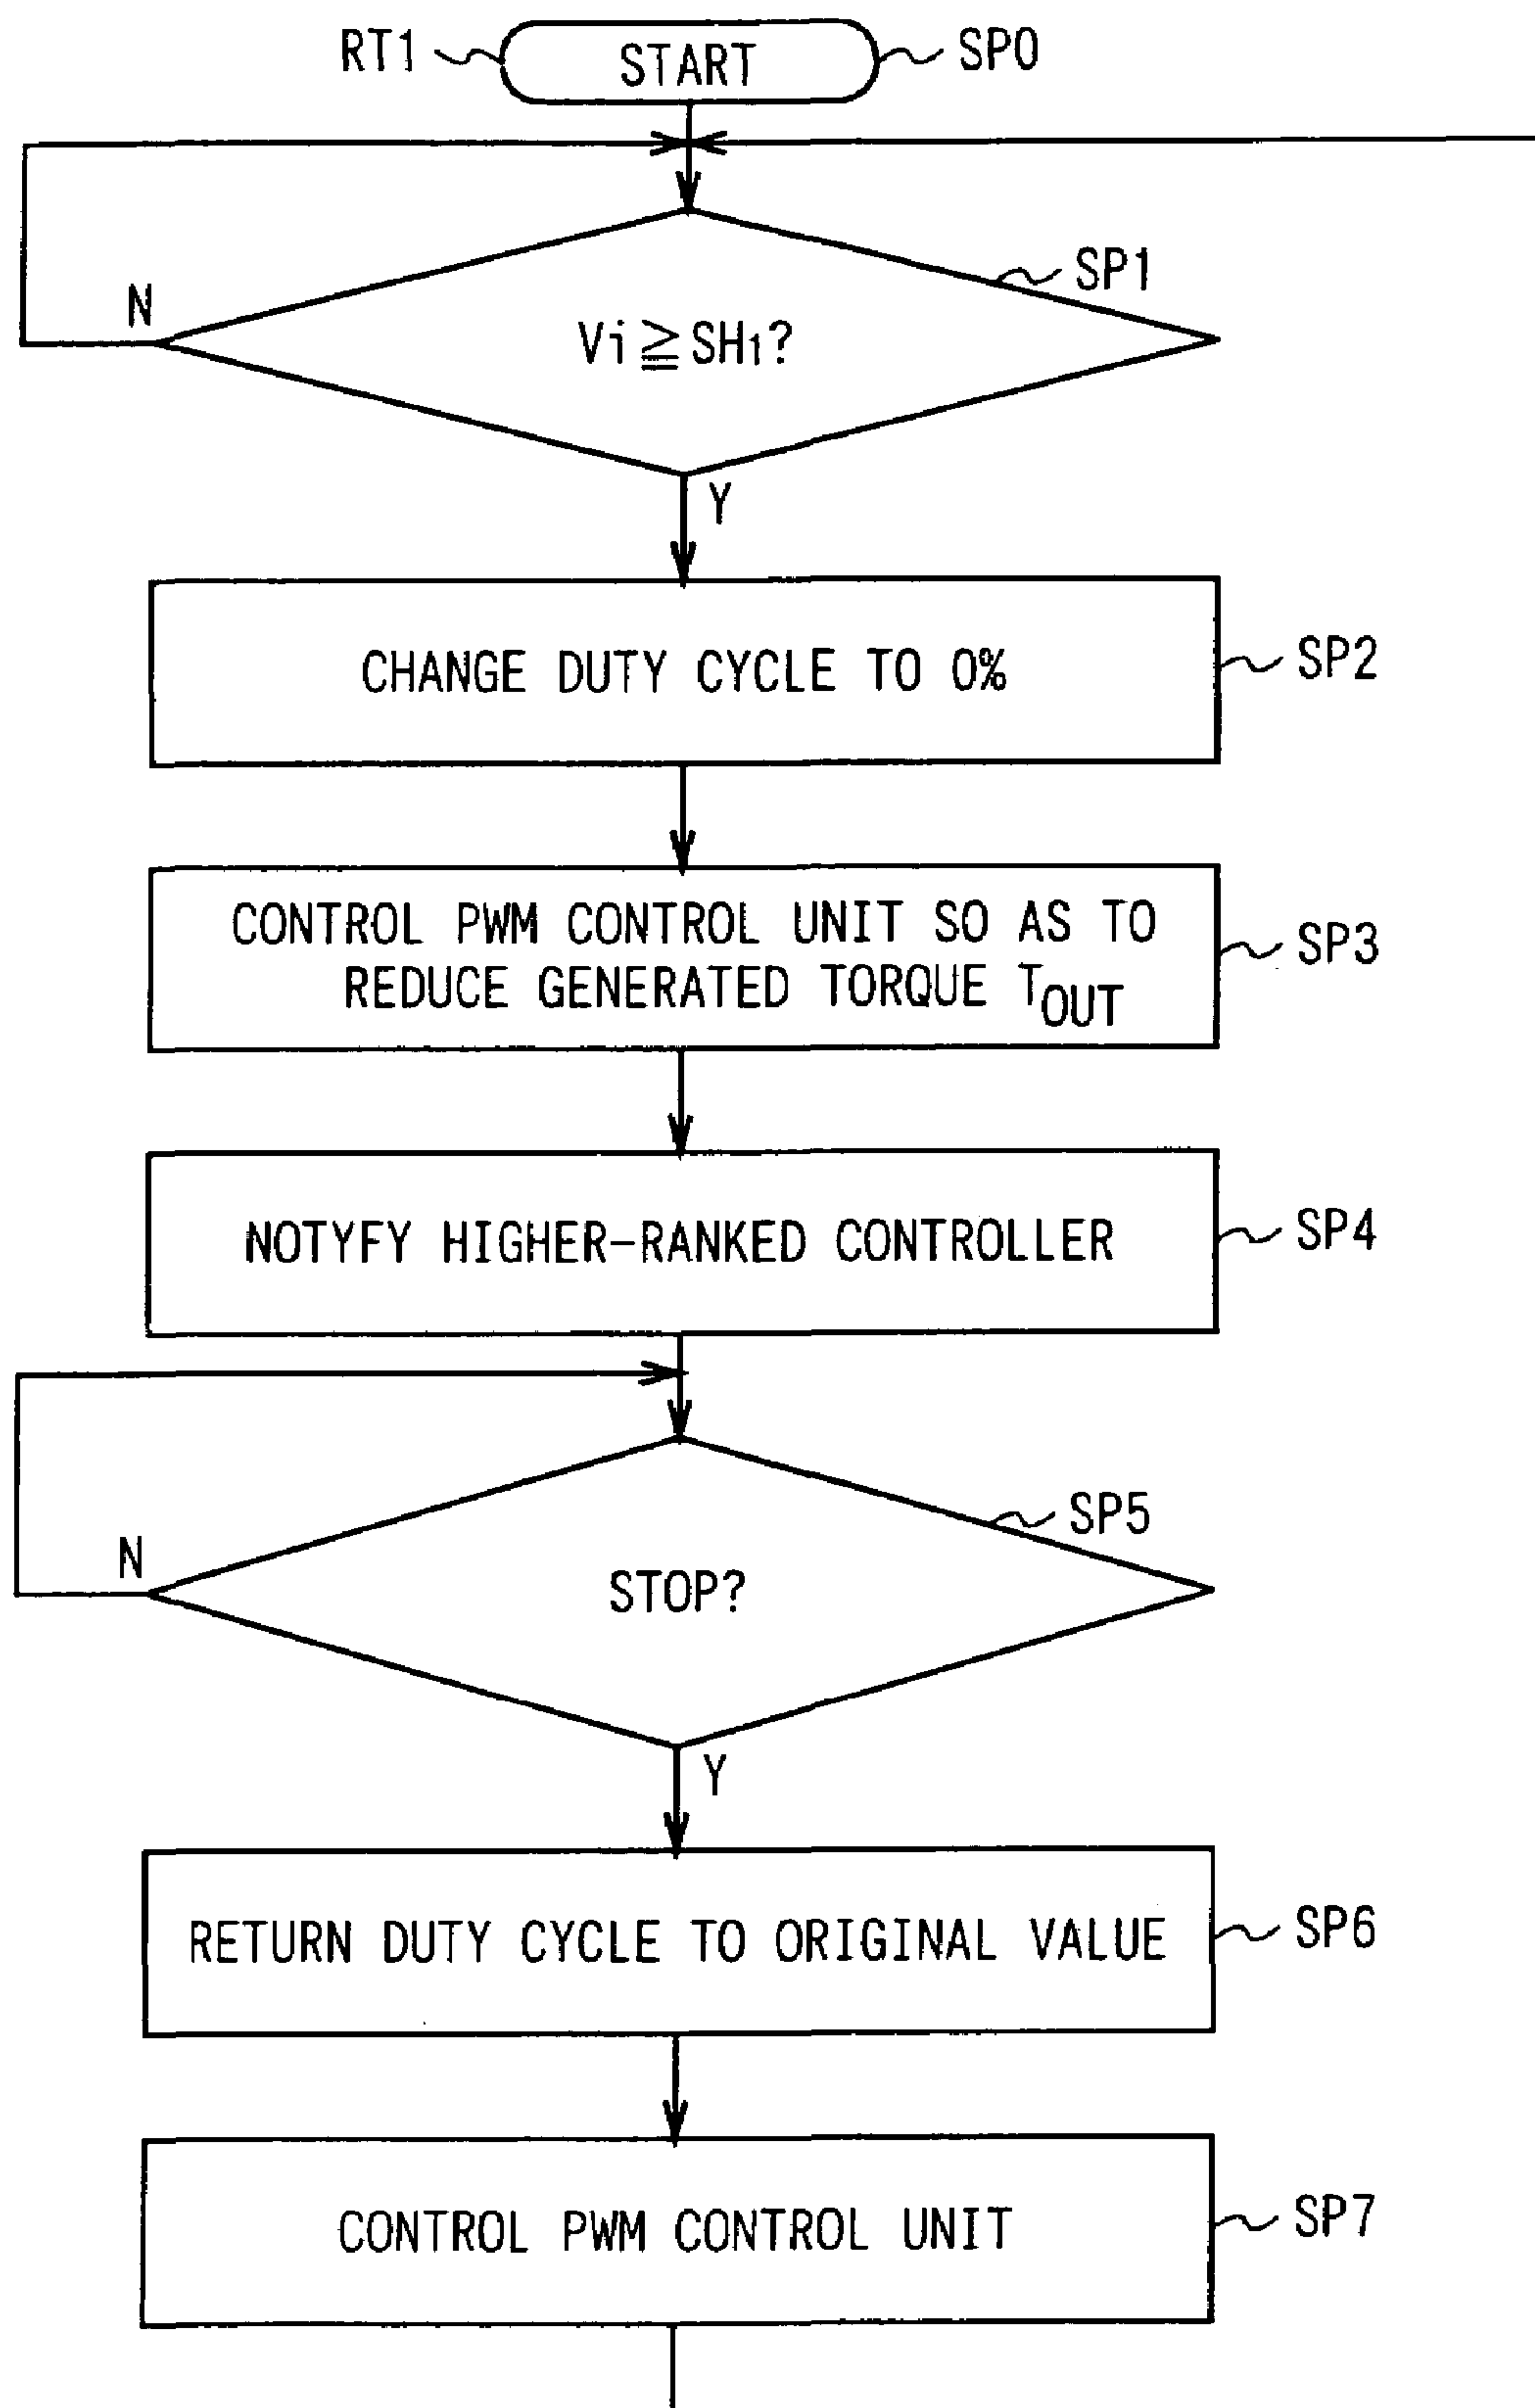 RT1 START SP0
SP1
N
Vi≧SH1?
Y
CHANGE DUTY CYCLE TO 0% SP2
CONTROL PWM CONTROL UNIT SO AS TO
REDUCE GENERATED TORQUE TOUT
SP3
NOTYFY HIGHER-RANKED CONTROLLER SP4
SP5
N
STOP?
Y
RETURN DUTY CYCLE TO ORIGINAL VALUE SP6
CONTROL PWM CONTROL UNIT SP7